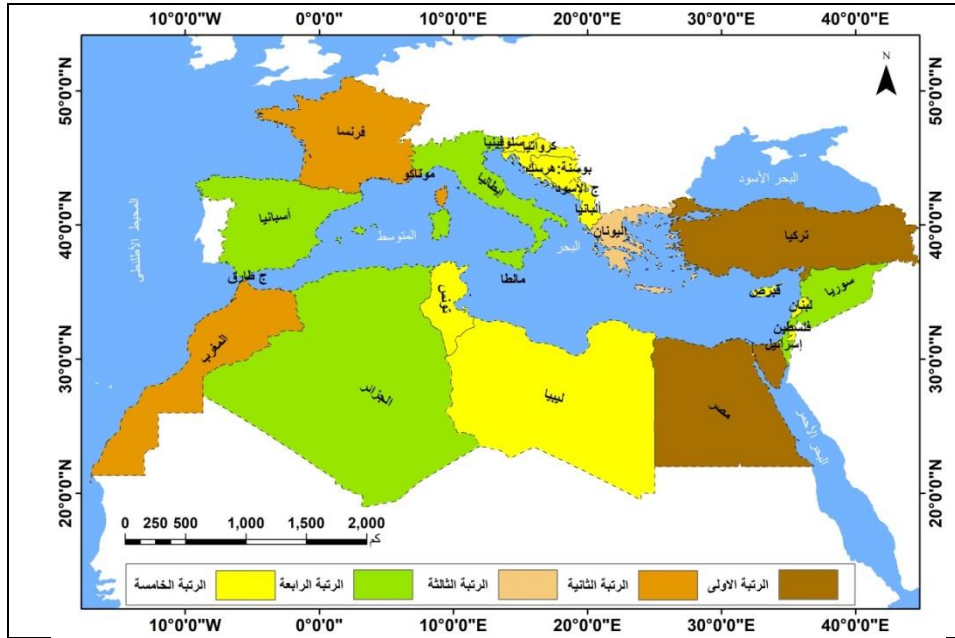 10°0'0"W 0°0'0" 10°0'0"E 20°0'0"E 30°0'0"E 40°0'0"E
N
50°0'0"N 50°0'0"N
فرنسا
سلوفينيا كرواتيا
بوسنة:هرسك
موناكو
إيطاليا
ج الأسود
البحر الأسود
ألبانيا
المحيط الأطلنطى
أسبانيا
40°0'0"N 40°0'0"N
اليونان
تركيا
المتوسط
البحر
ج طارق
مالطا
تونس
قبرص
سوريا
لبنان
فلسطين
إسرائيل
المغرب
30°0'0"N 30°0'0"N
الجزائر
ليبيا
مصر
البحر الأحمر
20°0'0"N 20°0'0"N
0 250 500 1,000 1,500 2,000
كم
الرتبة الاولى الرتبة الثانية الرتبة الثالثة الرتبة الرابعة الرتبة الخامسة
10°0'0"W 0°0'0" 10°0'0"E 20°0'0"E 30°0'0"E 40°0'0"E